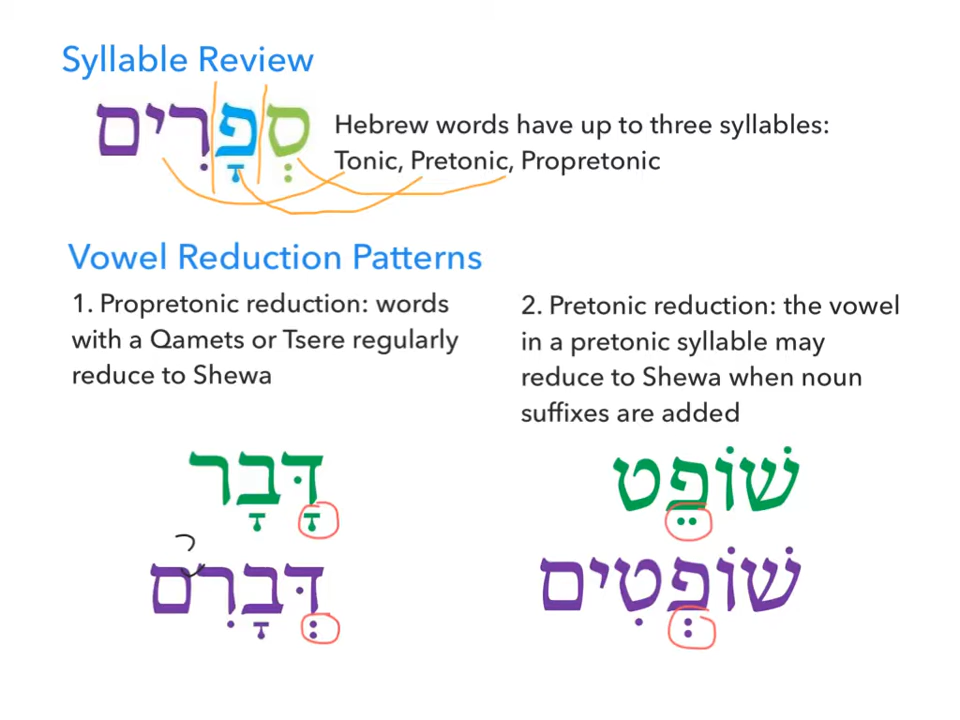 Syllable Review
סְפָרִים
Hebrew words have up to three syllables:
Tonic, Pretonic, Propretonic
Vowel Reduction Patterns
1. Propretonic reduction: words
with a Qamets or Tsere regularly
reduce to Shewa
דָּבָר
דְּבָרִם
2. Pretonic reduction: the vowel
in a pretonic syllable may
reduce to Shewa when noun
suffixes are added
שׁוֹפֵט
שׁוֹפְטִים